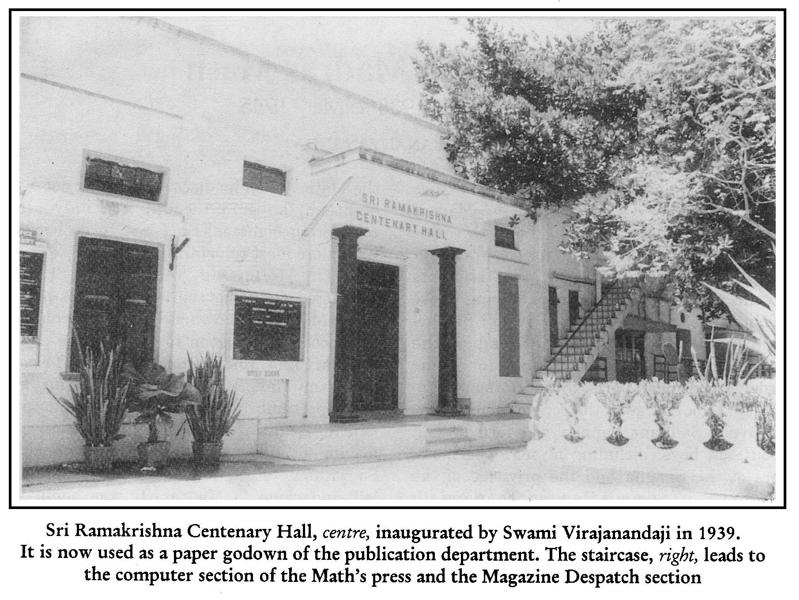 SRI RAMAKRISHNA
CENTENARY HALL
Sri Ramakrishna Centenary Hall, centre, inaugurated by Swami Virajanandaji in 1939.
It is now used as a paper godown of the publication department. The staircase, right, leads to
the computer section of the Math's press and the Magazine Despatch section